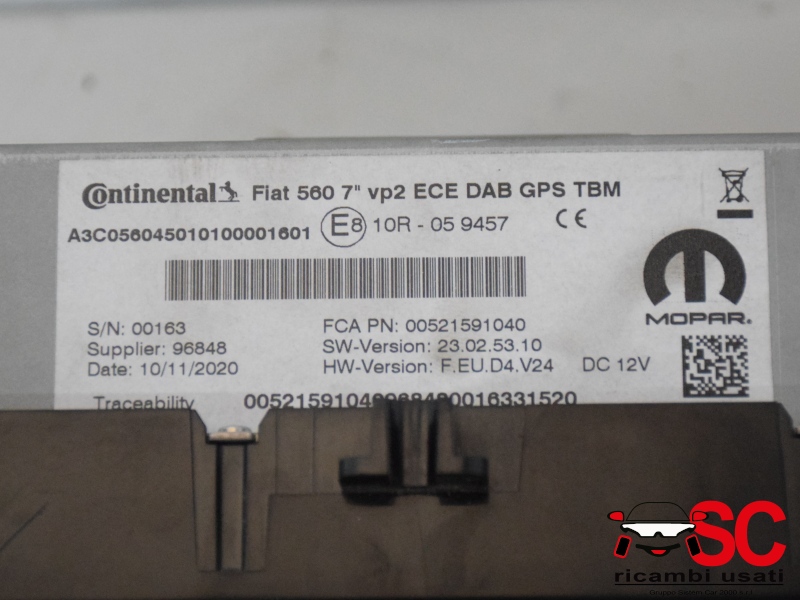 Continental Fiat 560 7" vp2 ECE DAB GPS TBM
A3C056045010100001601 E8 10R - 05 9457 CE
MOPAR.
S/N: 00163 FCA PN: 00521591040
Supplier: 96848 SW-Version: 23.02.53.10
Date: 10/11/2020 HW-Version: F.EU.D4.V24 DC 12V
Traceability
SC
ricambi usati